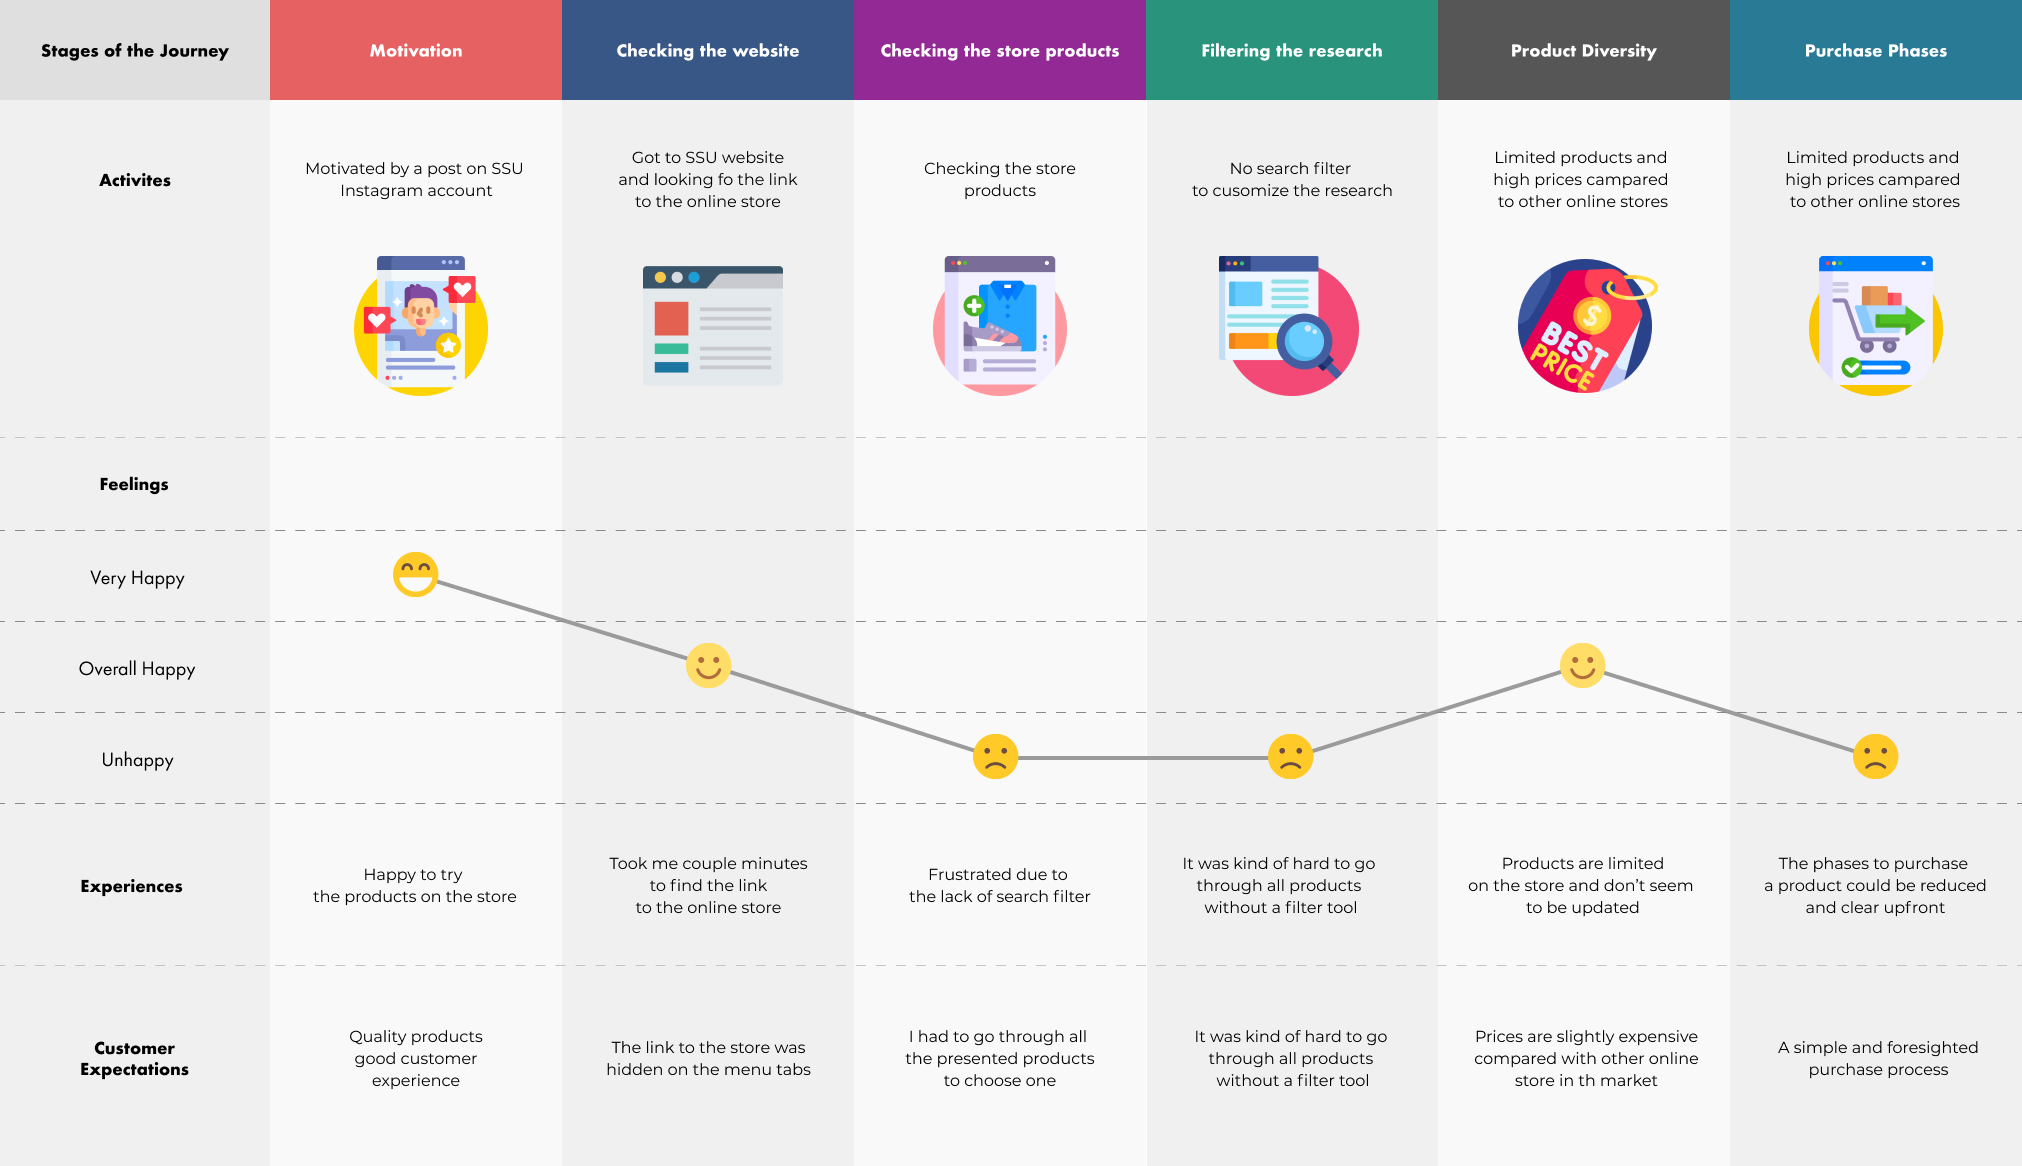 Stages of the Journey
Motivation
Checking the website
Checking the store products
Filtering the research
Product Diversity
Purchase Phases
Activites
Motivated by a post on SSU
Instagram account
Got to SSU website
and looking fo the link
to the online store
Checking the store
products
No search filter
to cusomize the research
Limited products and
high prices campared
to other online stores
Limited products and
high prices campared
to other online stores
$
BEST
PRICE
Feelings
Very Happy
Overall Happy
Unhappy
Experiences
Happy to try
the products on the store
Took me couple minutes
to find the link
to the online store
Frustrated due to
the lack of search filter
It was kind of hard to go
through all products
without a filter tool
Products are limited
on the store and don’t seem
to be updated
The phases to purchase
a product could be reduced
and clear upfront
Customer
Expectations
Quality products
good customer
experience
The link to the store was
hidden on the menu tabs
I had to go through all
the presented products
to choose one
It was kind of hard to go
through all products
without a filter tool
Prices are slightly expensive
compared with other online
store in th market
A simple and foresighted
purchase process